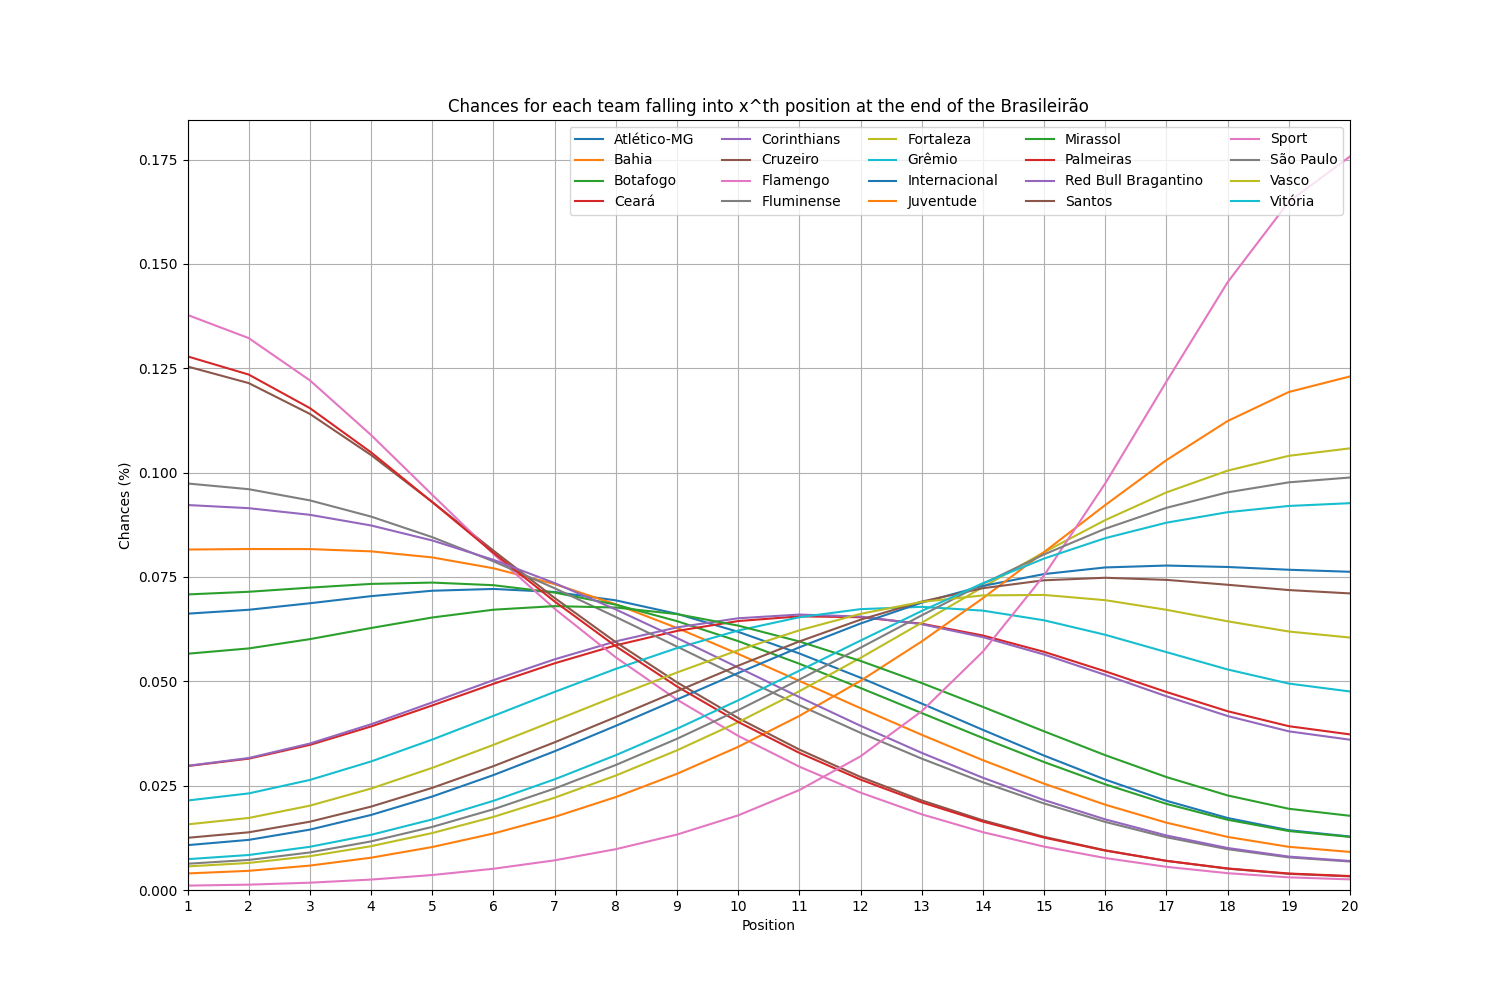 Chances for each team falling into x^th position at the end of the Brasileirão
Atlético-MG
Bahia
Botafogo
Ceará
Corinthians
Cruzeiro
Flamengo
Fluminense
Fortaleza
Grêmio
Internacional
Juventude
Mirassol
Palmeiras
Red Bull Bragantino
Santos
Sport
São Paulo
Vasco
Vitória
Chances (%)
0.175
0.150
0.125
0.100
0.075
0.050
0.025
0.000
1 2 3 4 5 6 7 8 9 10 11 12 13 14 15 16 17 18 19 20
Position